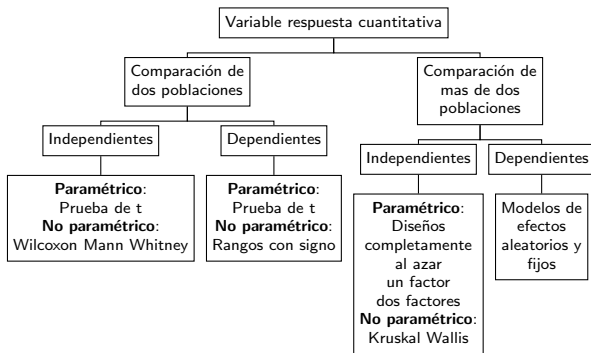 Variable respuesta cuantitativa
Comparación de
dos poblaciones
Comparación de
mas de dos
poblaciones
Independientes
Dependientes
Independientes
Dependientes
Paramétrico:
Prueba de t
No paramétrico:
Wilcoxon Mann Whitney
Paramétrico:
Prueba de t
No paramétrico:
Rangos con signo
Paramétrico:
Diseños
completamente
al azar
un factor
dos factores
No paramétrico:
Kruskal Wallis
Modelos de
efectos
aleatorios y
fijos